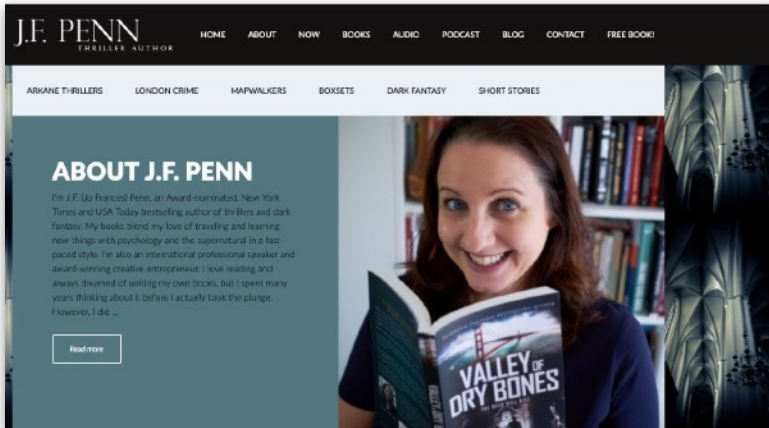 J.F. PENN
THRILLER AUTHOR
HOME ABOUT NOW BOOKS AUDIO PODCAST BLOG CONTACT FREE BOOK!
ARKANE THRILLERS LONDON CRIME MAPWALKERS BOXSETS DARK FANTASY SHORT STORIES
ABOUT J.F. PENN
I'm J.F. (Jo Frances) Penn, an Award-nominated, New York
Times and USA Today bestselling author of thrillers and dark
fantasy. My books blend my love of traveling and learning
new things with psychology and the supernatural in a fast-
paced style. I'm also an international professional speaker and
award-winning creative entrepreneur. I love reading and
always dreamed of writing my own books, but I spent many
years thinking about it before I actually took the plunge.
However, I did ...
Read more
VALLEY OF
DRY BONES